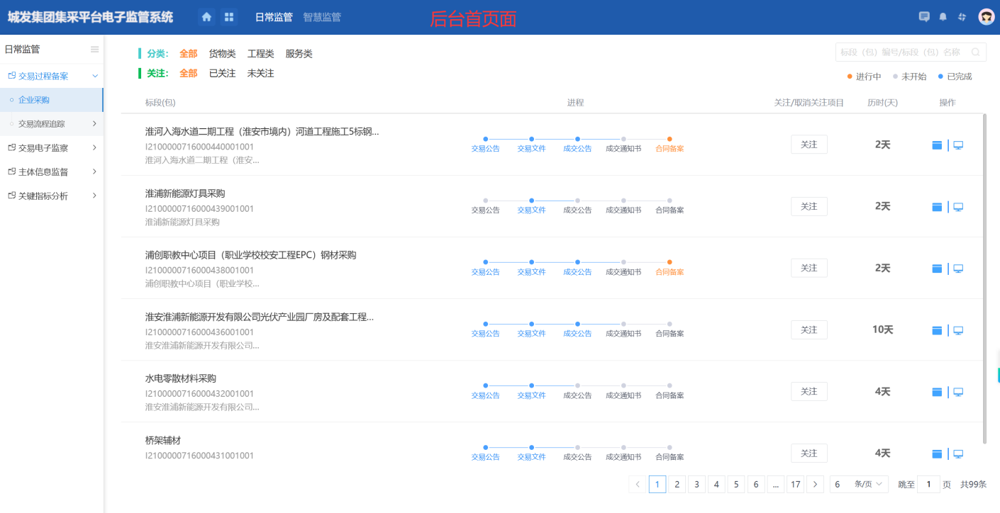 城发集团集采平台电子监管系统 日常监管 智慧监管 后台首页面
日常监管
交易过程备案
企业采购
交易流程追踪
交易电子监察
主体信息监督
关键指标分析
分类： 全部 货物类 工程类 服务类
标段（包）编号/标段（包）名称
关注： 全部 已关注 未关注
进行中 未开始 已完成
标段(包) 进程 关注/取消关注项目 历时(天) 操作
淮河入海水道二期工程（淮安市境内）河道工程施工5标钢...
I2100000716000440001001
淮河入海水道二期工程（淮安...
交易公告 交易文件 成交公告 成交通知书 合同备案
关注 2天
淮浦新能源灯具采购
I2100000716000439001001
淮浦新能源灯具采购
交易公告 交易文件 成交公告 成交通知书 合同备案
关注 2天
浦创职教中心项目（职业学校校安工程EPC）钢材采购
I2100000716000438001001
浦创职教中心项目（职业学校...
交易公告 交易文件 成交公告 成交通知书 合同备案
关注 2天
淮安淮浦新能源开发有限公司光伏产业园厂房及配套工程...
I2100000716000436001001
淮安淮浦新能源开发有限公司...
交易公告 交易文件 成交公告 成交通知书 合同备案
关注 10天
水电零散材料采购
I2100000716000432001001
淮安淮浦新能源开发有限公司...
交易公告 交易文件 成交公告 成交通知书 合同备案
关注 4天
桥架辅材
I2100000716000431001001
交易公告 交易文件 成交公告 成交通知书 合同备案
关注 4天
1 2 3 4 5 6 ... 17 6 条/页 跳至 1 页 共99条